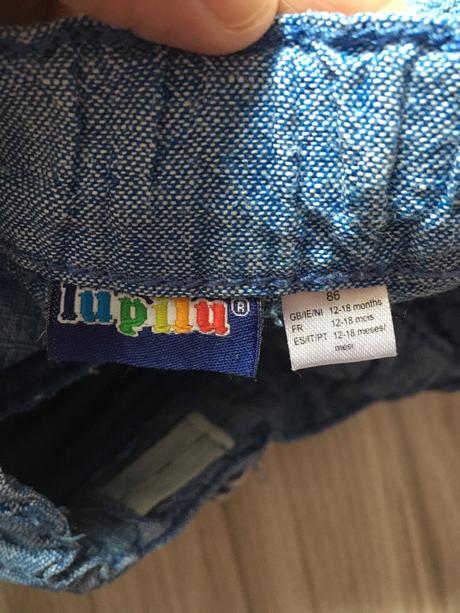 lupilu®
86
GB/IE/NI 12-18 months
FR 12-18 mois
ES/IT/PT 12-18 meses/
mesi